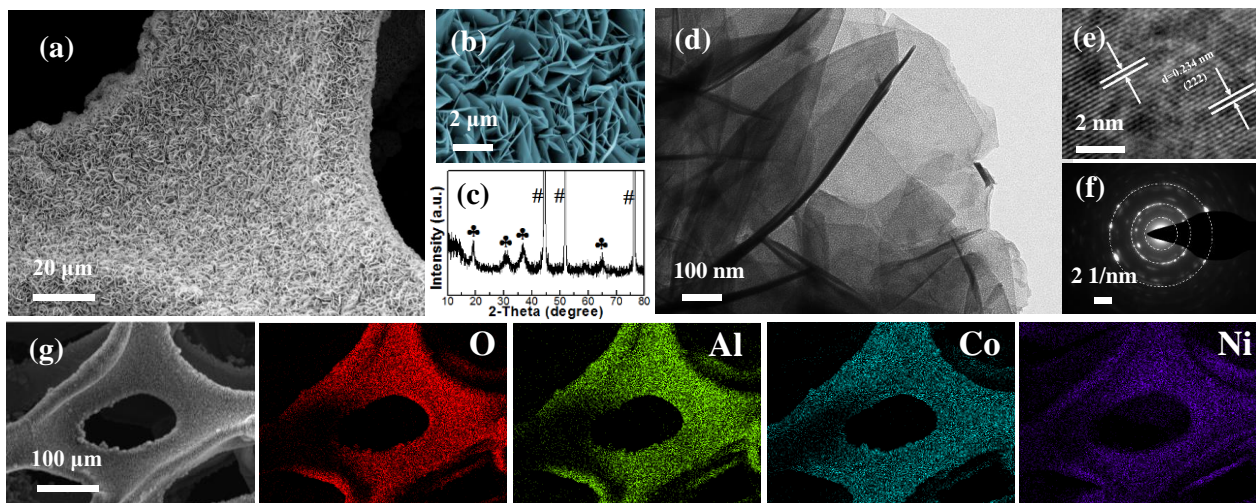 (a)
20 μm
(b)
2 μm
(c)
# # #
♣ ♣ ♣ ♣
Intensity (a.u.)
10 20 30 40 50 60 70 80
2-Theta (degree)
(d)
100 nm
(e)
d=0.234 nm
(222)
2 nm
(f)
2 1/nm
(g)
100 μm
O
Al
Co
Ni